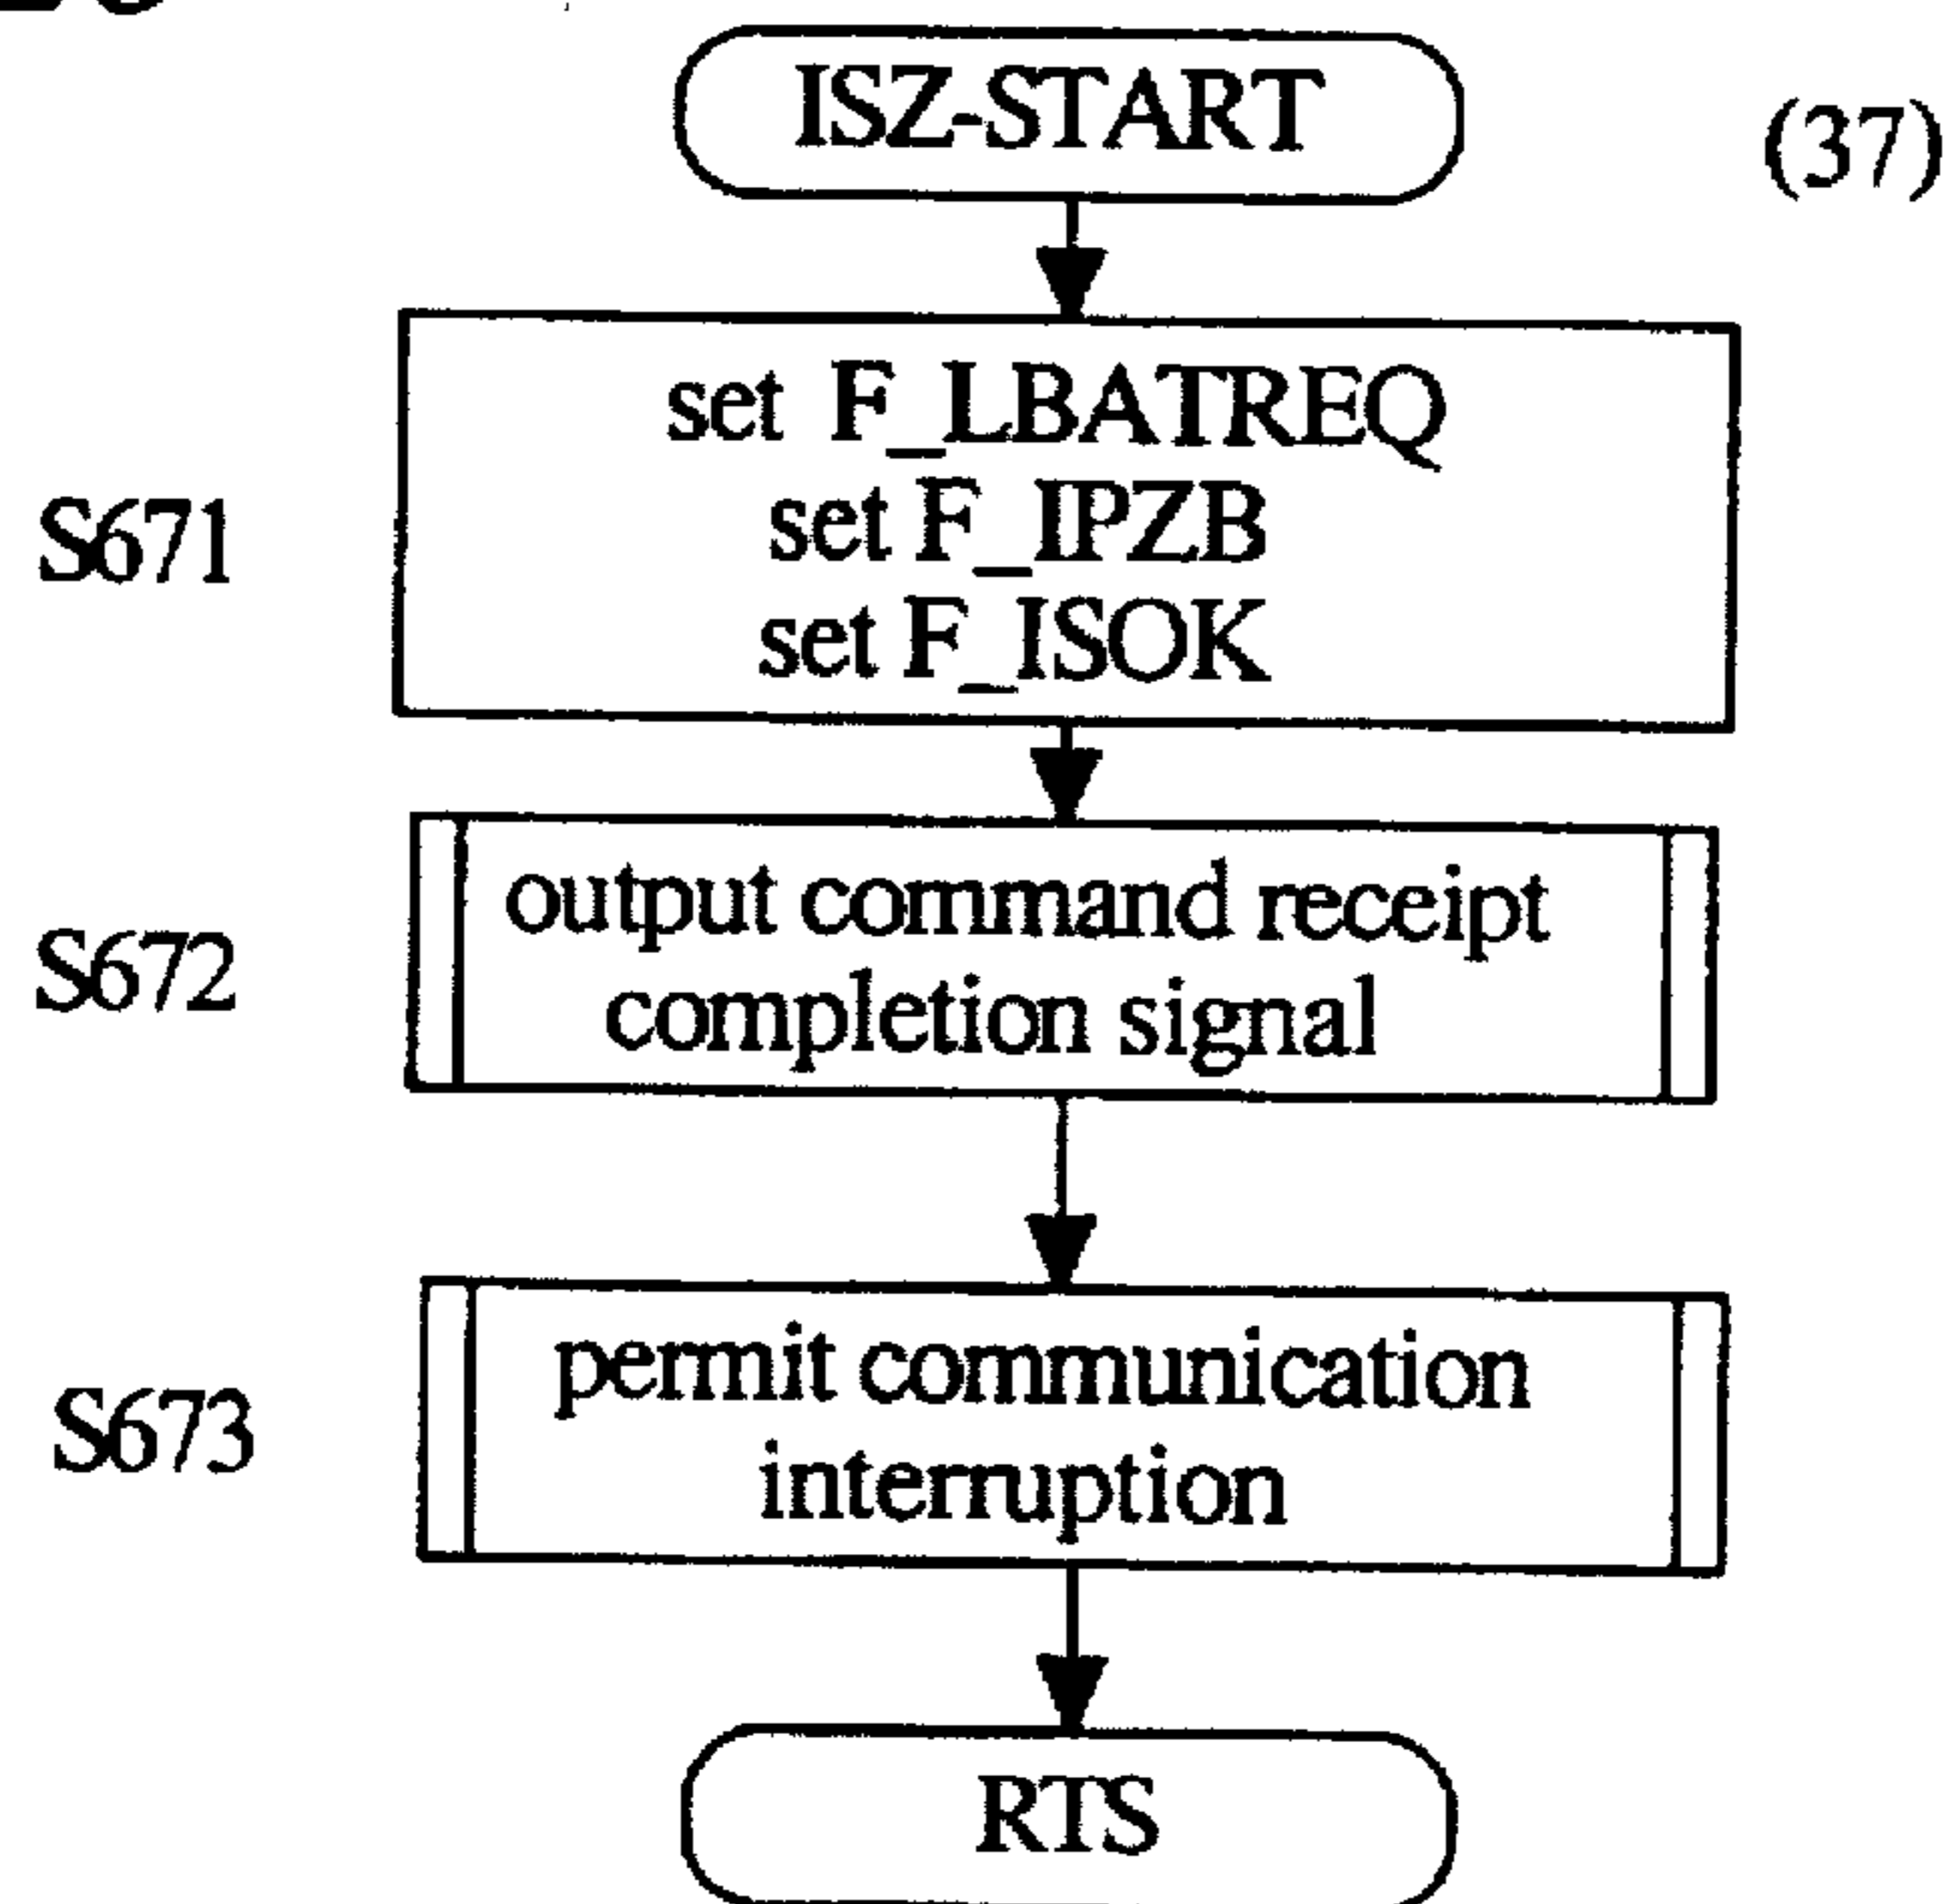 ISZ-START
(37)
set F_LBATREQ
set F_IPZB
set F_ISOK
S671
output command receipt
completion signal
S672
permit communication
interruption
S673
RTS